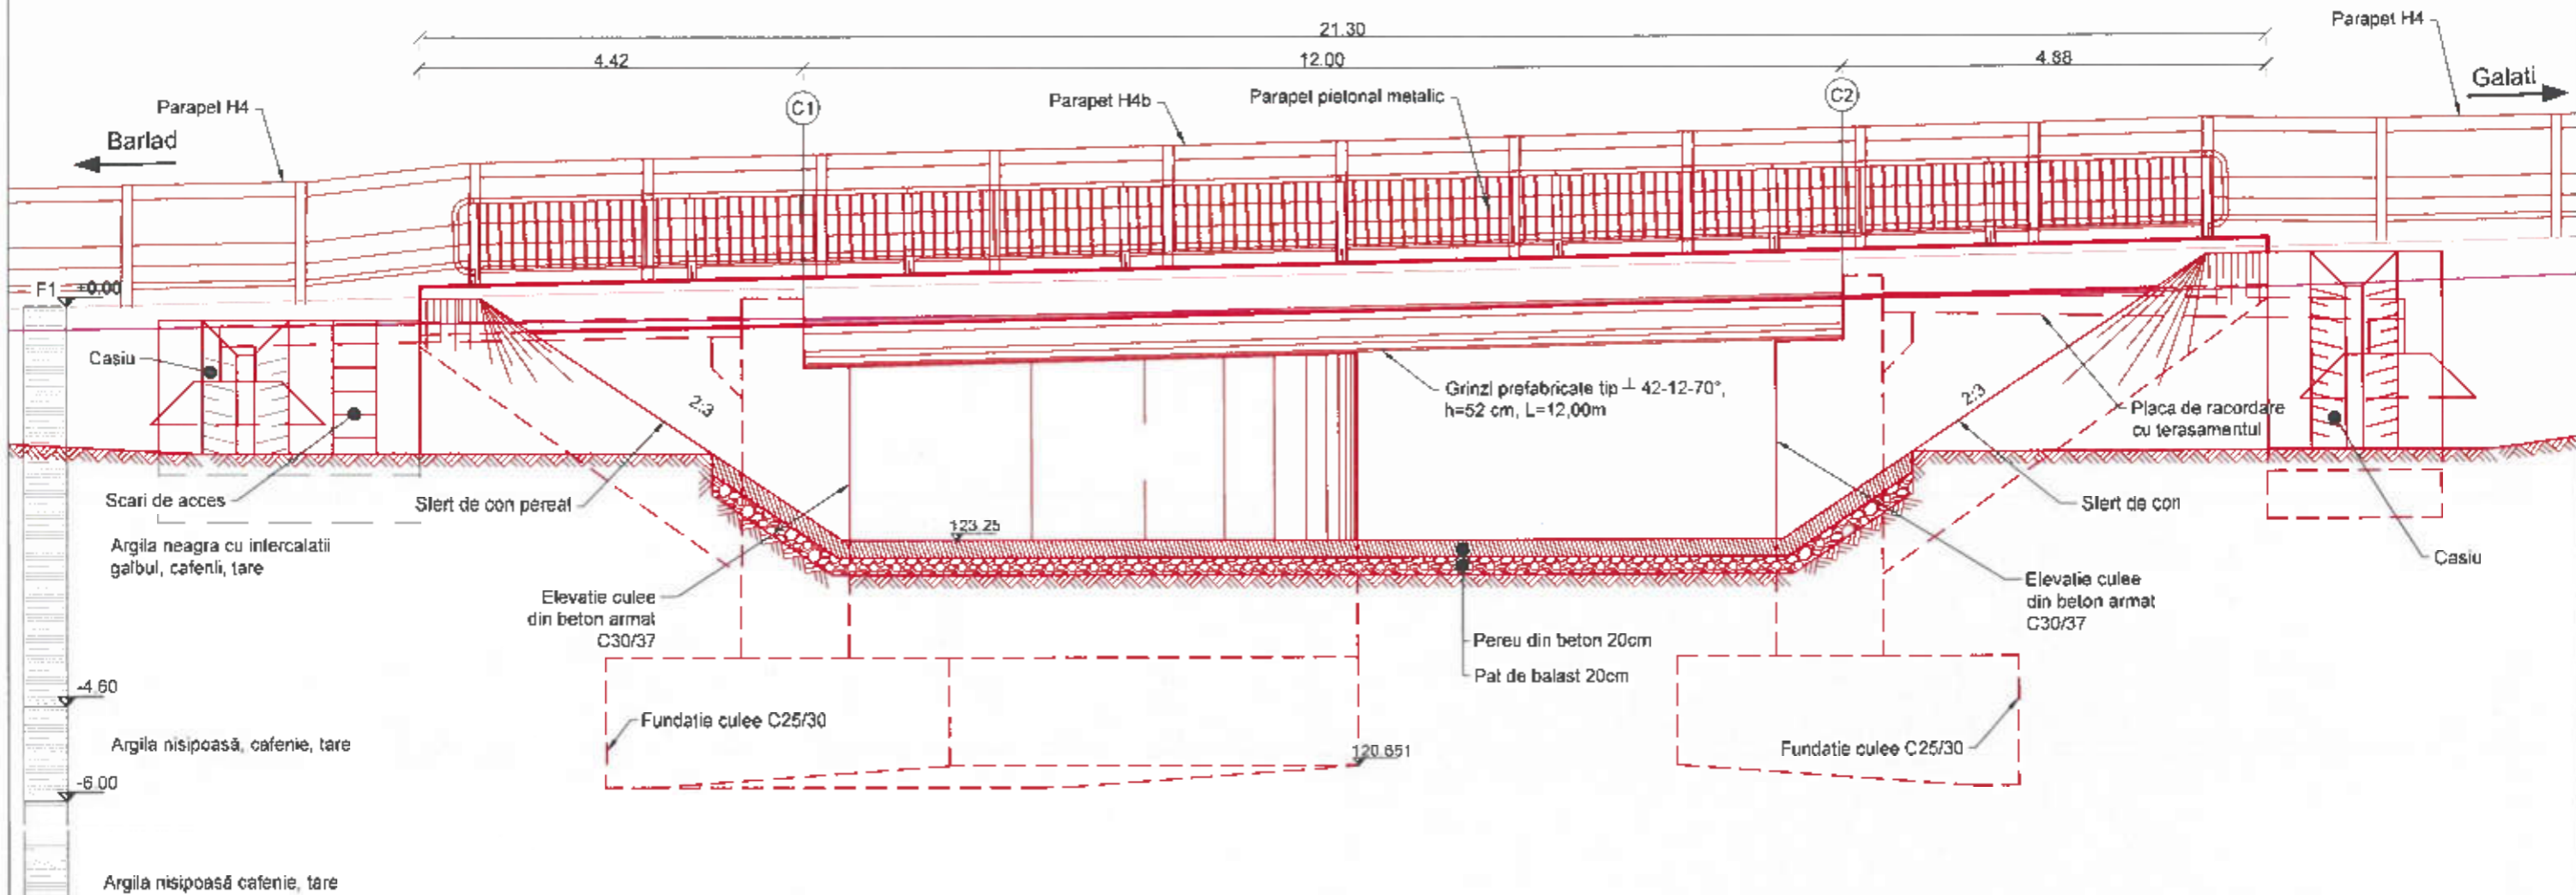 21.30
Parapet H4
4.42
12.00
4.88
Galati
Parapet H4
C1
Parapet H4b
Parapet pietonal metalic
C2
Barlad
F1
+0.00
Casiu
2:3
Grinzi prefabricate tip ⊥ 42-12-70°,
h=52 cm, L=12,00m
2:3
Placa de racordare
cu terasamentul
Scari de acces
Sfert de con pereat
123.25
Sfert de con
Argila neagra cu intercalatii
galbui, cafenii, tare
Casiu
Elevatie culee
din beton armat
C30/37
Elevatie culee
din beton armat
C30/37
Pereu din beton 20cm
Pat de balast 20cm
-4.60
Fundatie culee C25/30
Argila nisipoasă, cafenie, tare
120.651
Fundatie culee C25/30
-6.00
Argila nisipoasă cafenie, tare